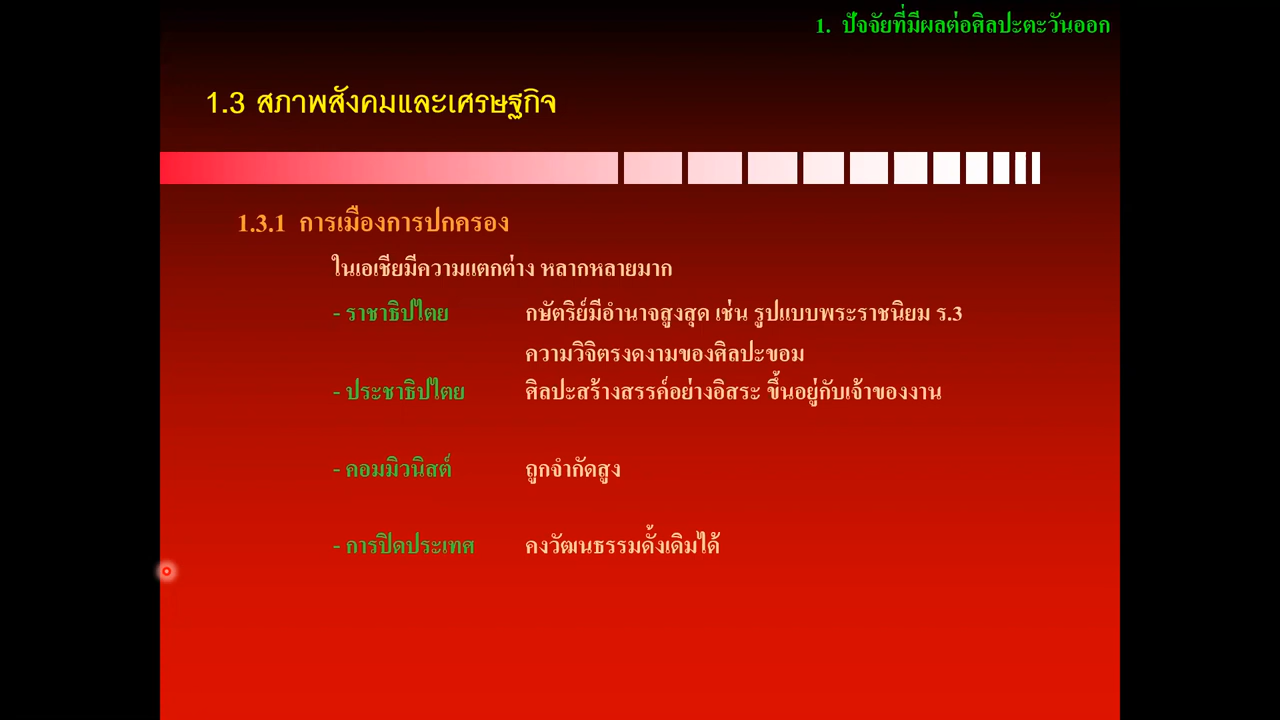 1. ปัจจัยที่มีผลต่อศิลปะตะวันออก
1.3 สภาพสังคมและเศรษฐกิจ
1.3.1 การเมืองการปกครอง
ในเอเชียมีความแตกต่าง หลากหลายมาก
- ราชาธิปไตย กษัตริย์มีอำนาจสูงสุด เช่น รูปแบบพระราชนิยม ร.3
ความวิจิตรงดงามของศิลปะขอม
- ประชาธิปไตย ศิลปะสร้างสรรค์อย่างอิสระ ขึ้นอยู่กับเจ้าของงาน
- คอมมิวนิสต์ ถูกจำกัดสูง
- การปิดประเทศ คงวัฒนธรรมดั้งเดิมได้